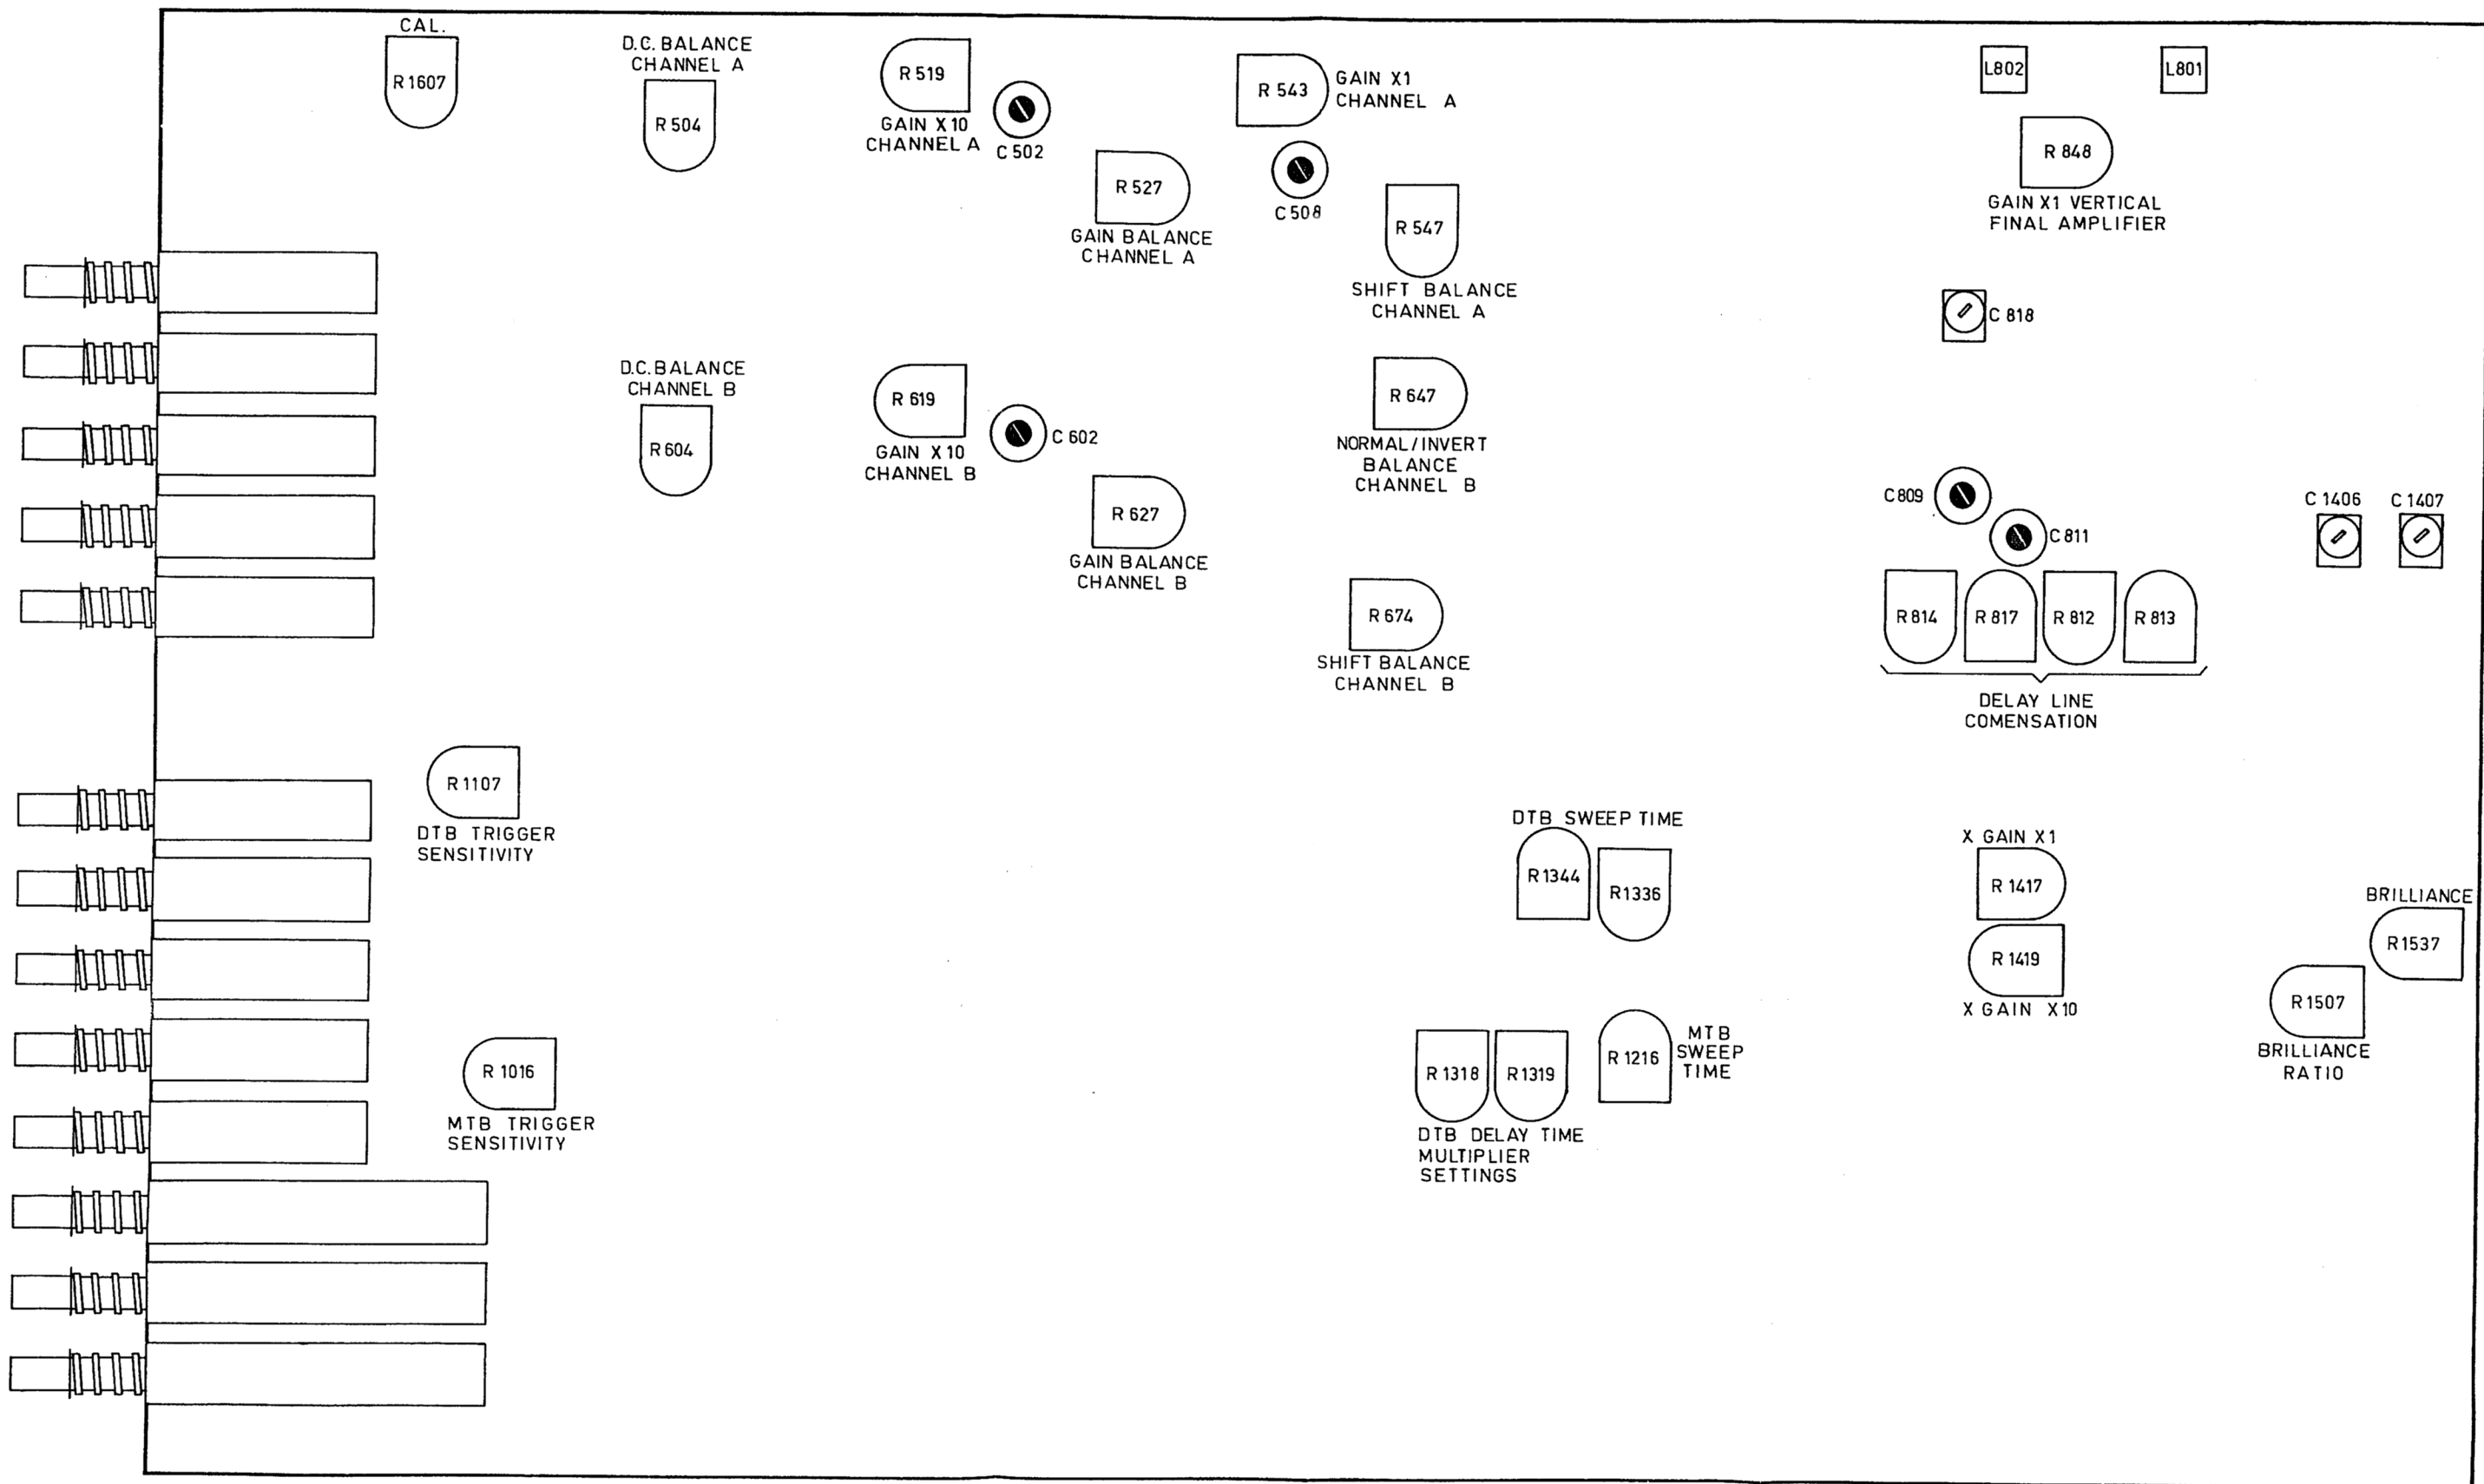 CAL.
R 1607
D.C. BALANCE
CHANNEL A
R 504
R 519
GAIN X 10
CHANNEL A
C 502
R 527
GAIN BALANCE
CHANNEL A
R 543
GAIN X1
CHANNEL A
C 508
R 547
SHIFT BALANCE
CHANNEL A
L802
L801
R 848
GAIN X1 VERTICAL
FINAL AMPLIFIER
C 818
D.C. BALANCE
CHANNEL B
R 604
R 619
GAIN X 10
CHANNEL B
C 602
R 627
GAIN BALANCE
CHANNEL B
R 647
NORMAL/INVERT
BALANCE
CHANNEL B
R 674
SHIFT BALANCE
CHANNEL B
C 809
C 811
C 1406
C 1407
R 814
R 817
R 812
R 813
DELAY LINE
COMENSATION
R 1107
DTB TRIGGER
SENSITIVITY
DTB SWEEP TIME
R 1344
R 1336
X GAIN X1
R 1417
R 1419
X GAIN X10
BRILLIANCE
R 1537
R 1507
BRILLIANCE
RATIO
R 1016
MTB TRIGGER
SENSITIVITY
R 1318
R 1319
DTB DELAY TIME
MULTIPLIER
SETTINGS
R 1216
MTB
SWEEP
TIME